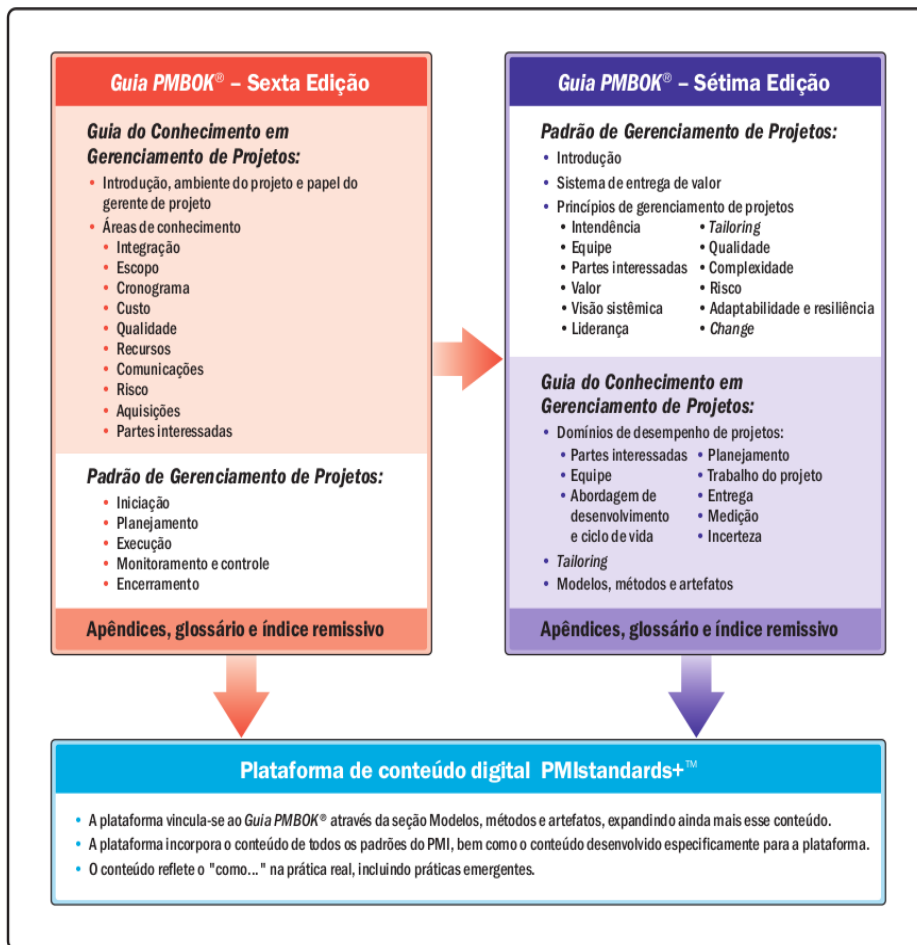 Guia PMBOK® – Sexta Edição
Guia do Conhecimento em
Gerenciamento de Projetos:
• Introdução, ambiente do projeto e papel do
gerente de projeto
• Áreas de conhecimento
• Integração
• Escopo
• Cronograma
• Custo
• Qualidade
• Recursos
• Comunicações
• Risco
• Aquisições
• Partes interessadas
Padrão de Gerenciamento de Projetos:
• Iniciação
• Planejamento
• Execução
• Monitoramento e controle
• Encerramento
Apêndices, glossário e índice remissivo
Guia PMBOK® – Sétima Edição
Padrão de Gerenciamento de Projetos:
• Introdução
• Sistema de entrega de valor
• Princípios de gerenciamento de projetos
• Intendência
• Equipe
• Partes interessadas
• Valor
• Visão sistêmica
• Liderança
• Tailoring
• Qualidade
• Complexidade
• Risco
• Adaptabilidade e resiliência
• Change
Guia do Conhecimento em
Gerenciamento de Projetos:
• Domínios de desempenho de projetos:
• Partes interessadas
• Equipe
• Abordagem de
desenvolvimento
e ciclo de vida
• Planejamento
• Trabalho do projeto
• Entrega
• Medição
• Incerteza
• Tailoring
• Modelos, métodos e artefatos
Apêndices, glossário e índice remissivo
Plataforma de conteúdo digital PMIstandards+™
• A plataforma vincula-se ao Guia PMBOK® através da seção Modelos, métodos e artefatos, expandindo ainda mais esse conteúdo.
• A plataforma incorpora o conteúdo de todos os padrões do PMI, bem como o conteúdo desenvolvido especificamente para a plataforma.
• O conteúdo reflete o "como..." na prática real, incluindo práticas emergentes.